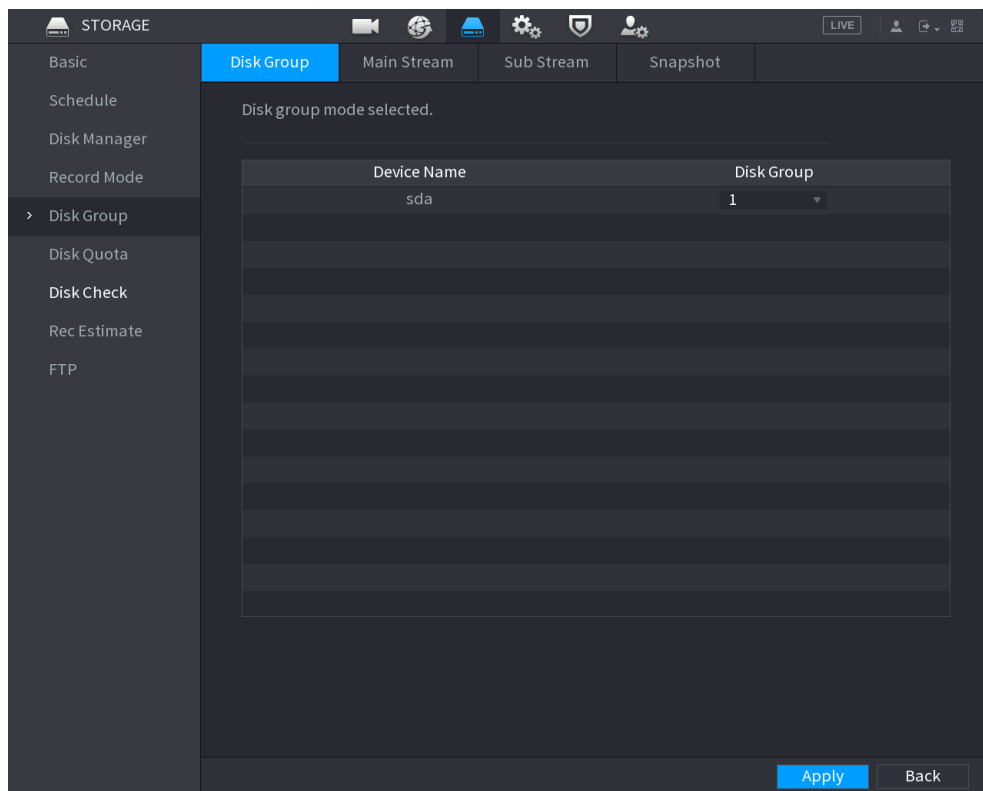 STORAGE
LIVE
Basic
Schedule
Disk Manager
Record Mode
Disk Group
Disk Quota
Disk Check
Rec Estimate
FTP
Disk Group Main Stream Sub Stream Snapshot
Disk group mode selected.
Device Name Disk Group
sda 1
Apply Back